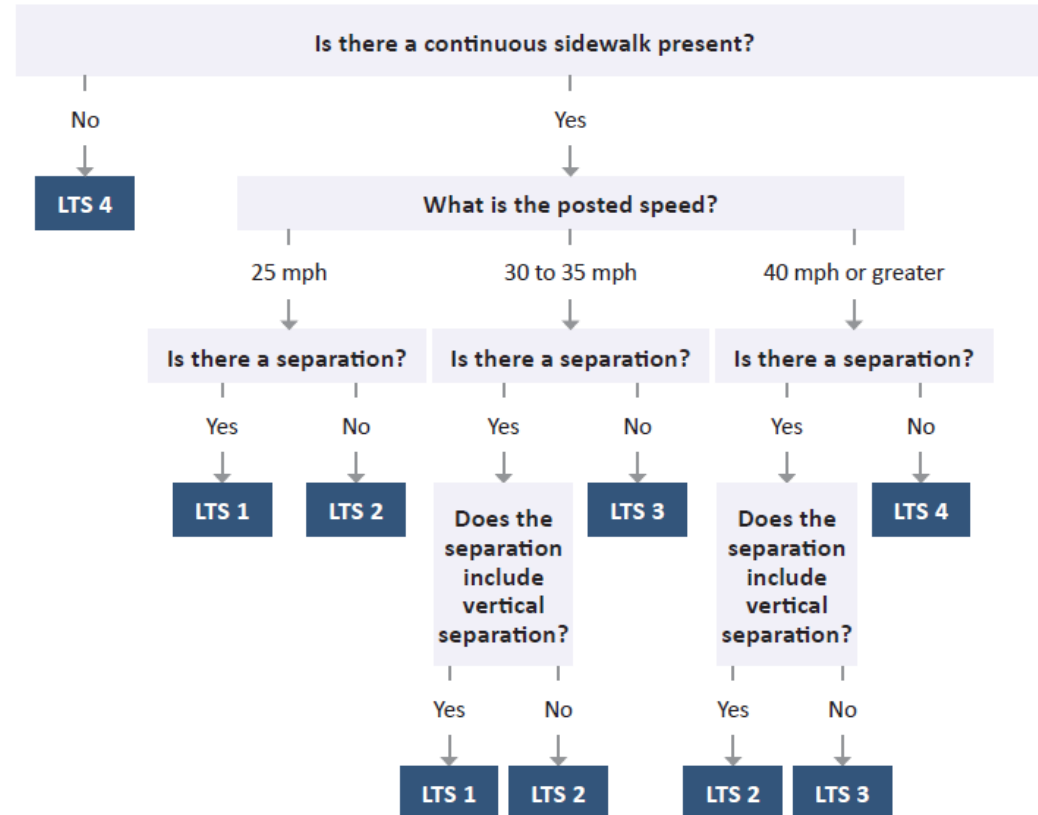 Is there a continuous sidewalk present?
No
Yes
LTS 4
What is the posted speed?
25 mph
30 to 35 mph
40 mph or greater
Is there a separation?
Is there a separation?
Is there a separation?
Yes
No
Yes
No
Yes
No
LTS 1
LTS 2
Does the
separation
include
vertical
separation?
LTS 3
Does the
separation
include
vertical
separation?
LTS 4
Yes
No
Yes
No
LTS 1
LTS 2
LTS 2
LTS 3